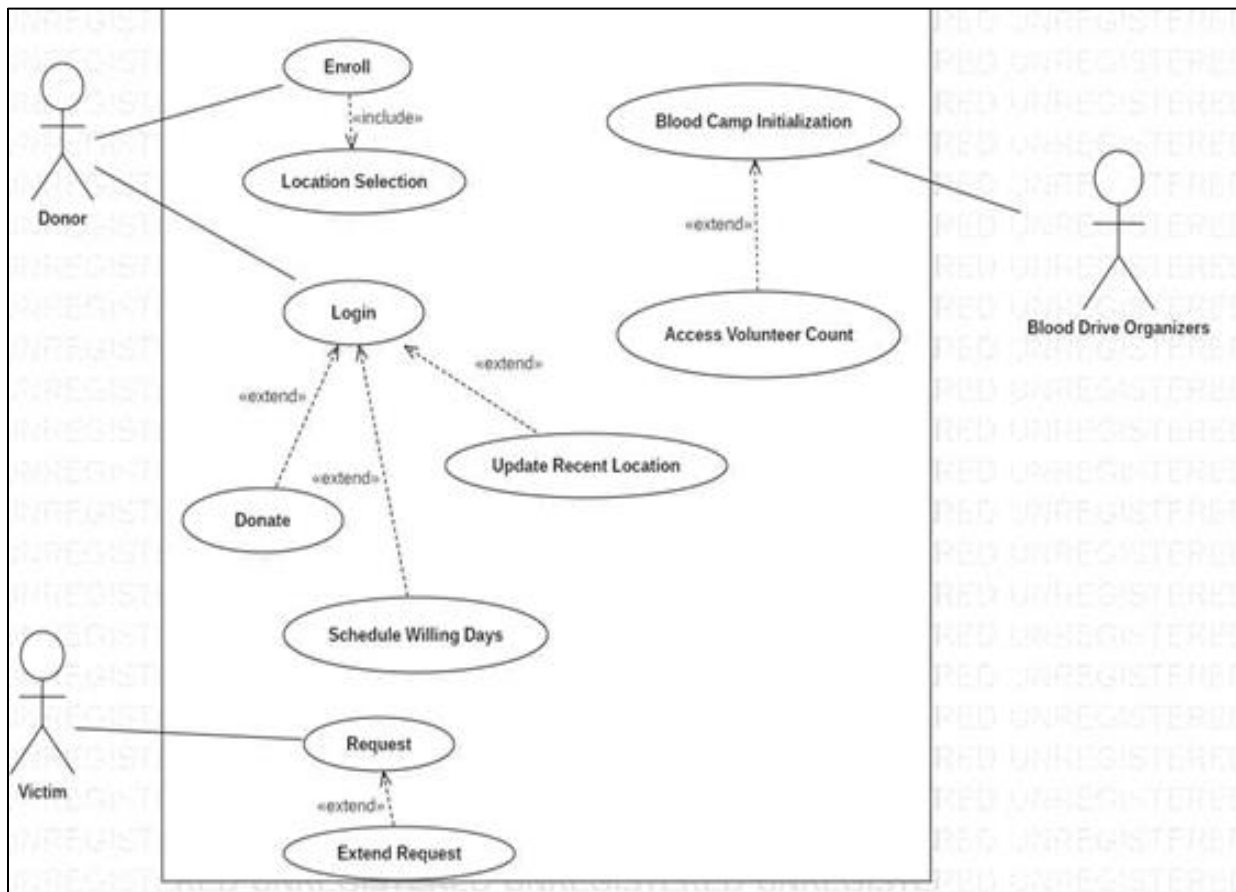 Enroll
«include»
Location Selection
Donor
Blood Camp Initialization
«extend»
Access Volunteer Count
Blood Drive Organizers
Login
«extend»
«extend»
«extend»
Update Recent Location
Donate
Schedule Willing Days
Victim
Request
«extend»
Extend Request
UNREGISTERED